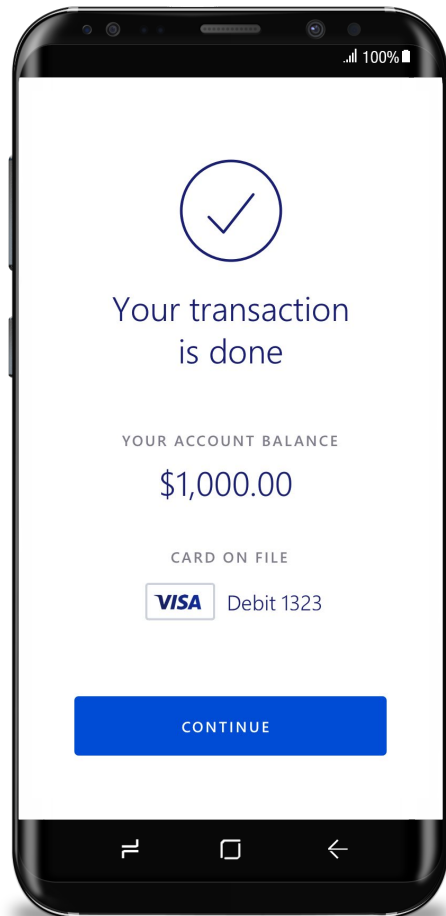 100%
Your transaction
is done
YOUR ACCOUNT BALANCE
$1,000.00
CARD ON FILE
VISA Debit 1323
CONTINUE